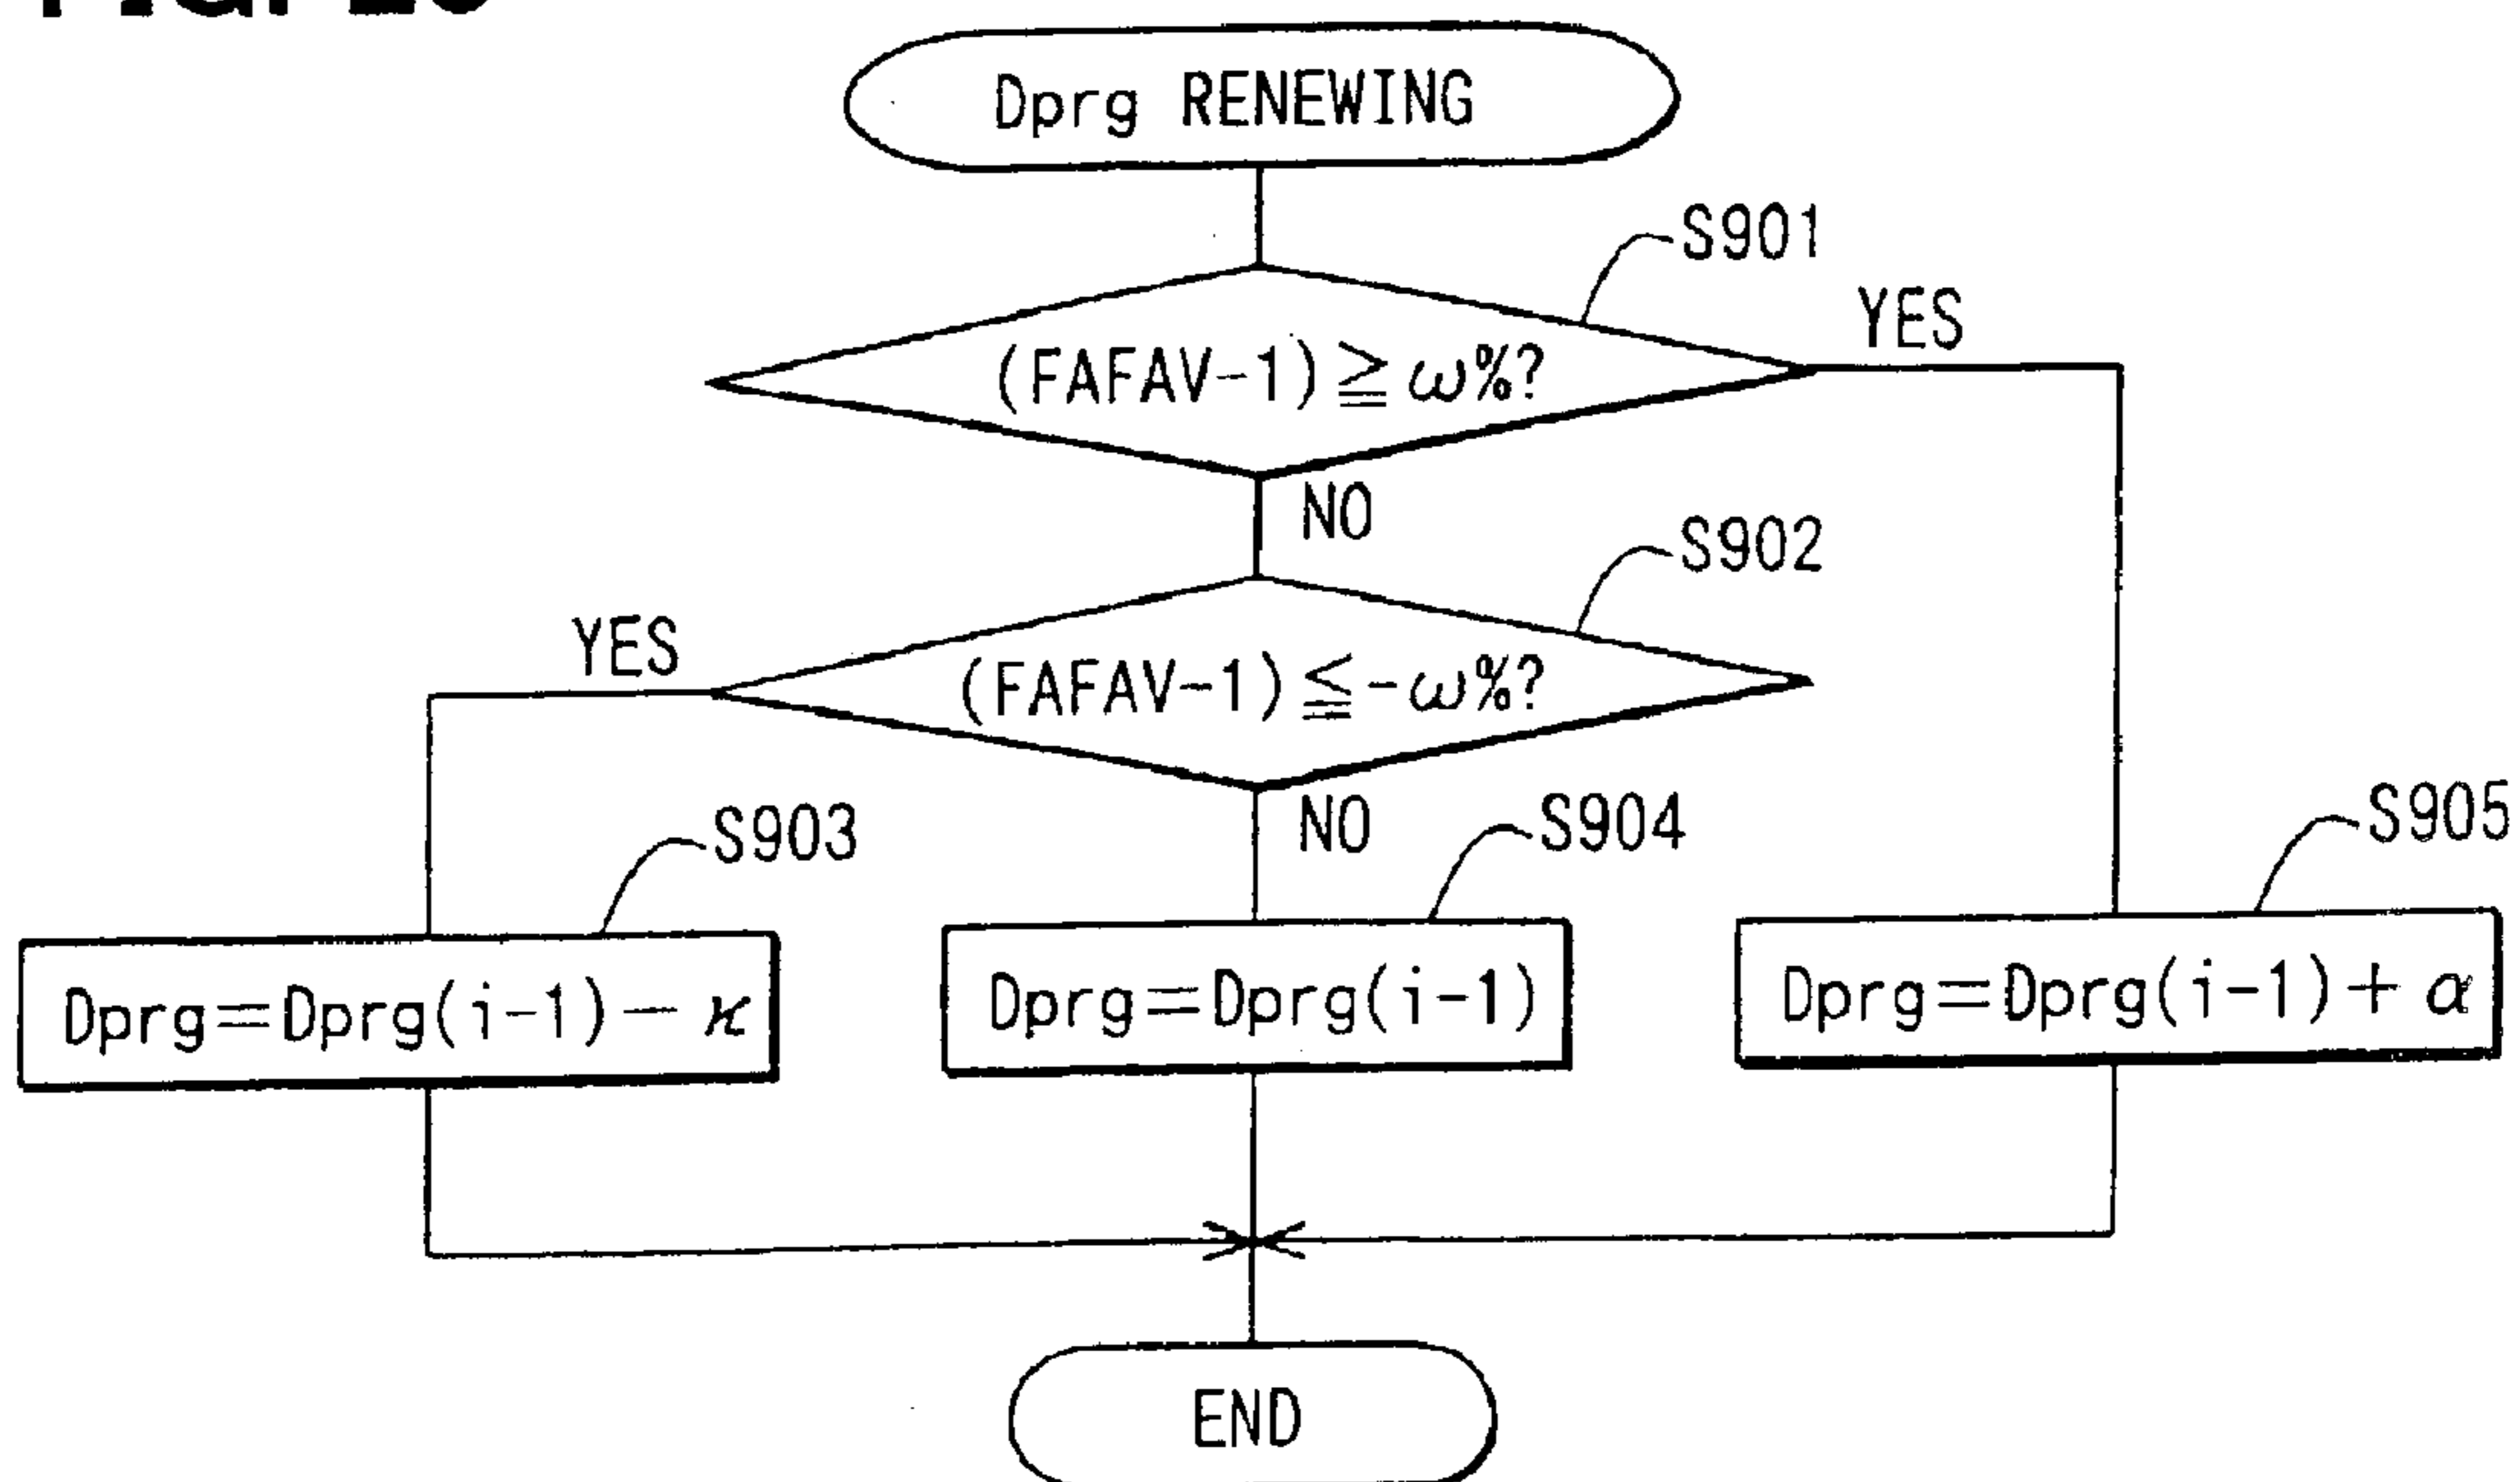 Dprg RENEWING
S901
YES
(FAFAV-1)≧ω%?
NO
S902
YES
(FAFAV-1)≦-ω%?
NO
S903
S904
S905
Dprg=Dprg(i-1)-κ
Dprg=Dprg(i-1)
Dprg=Dprg(i-1)+α
END